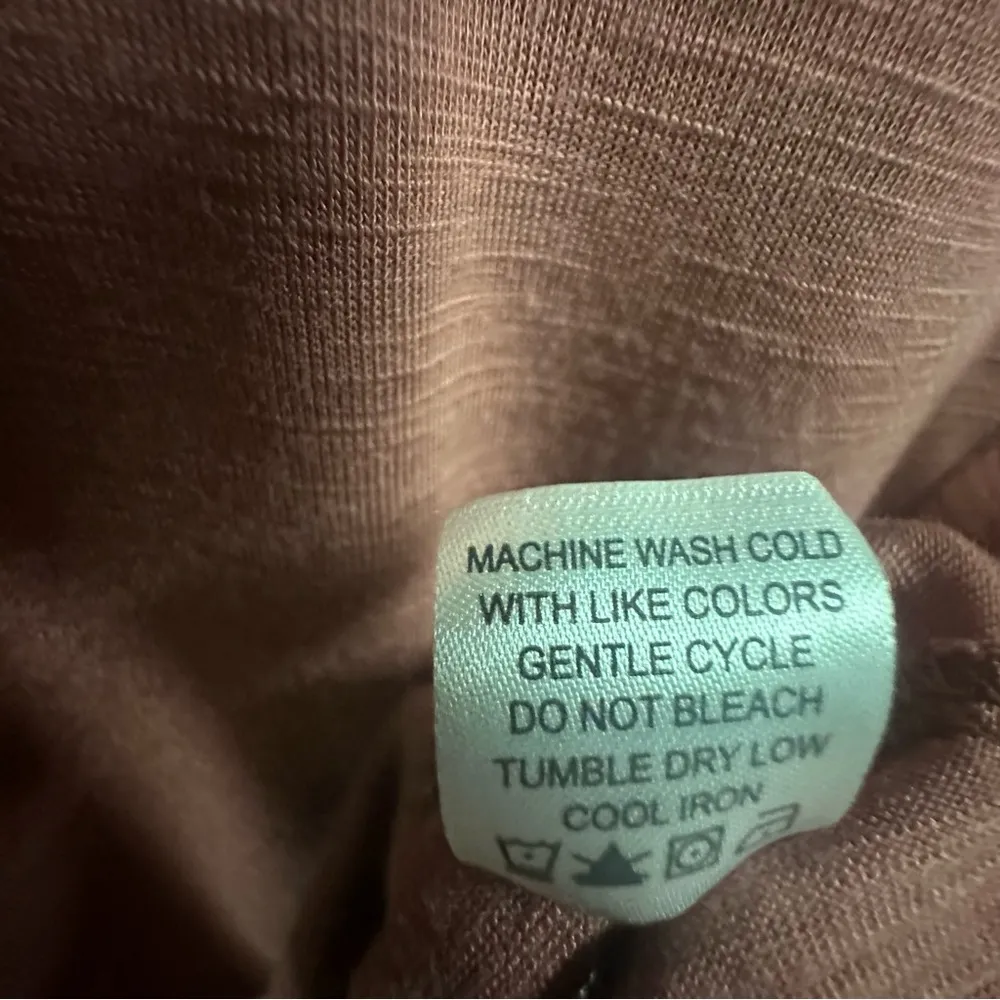 MACHINE WASH COLD
WITH LIKE COLORS
GENTLE CYCLE
DO NOT BLEACH
TUMBLE DRY LOW
COOL IRON